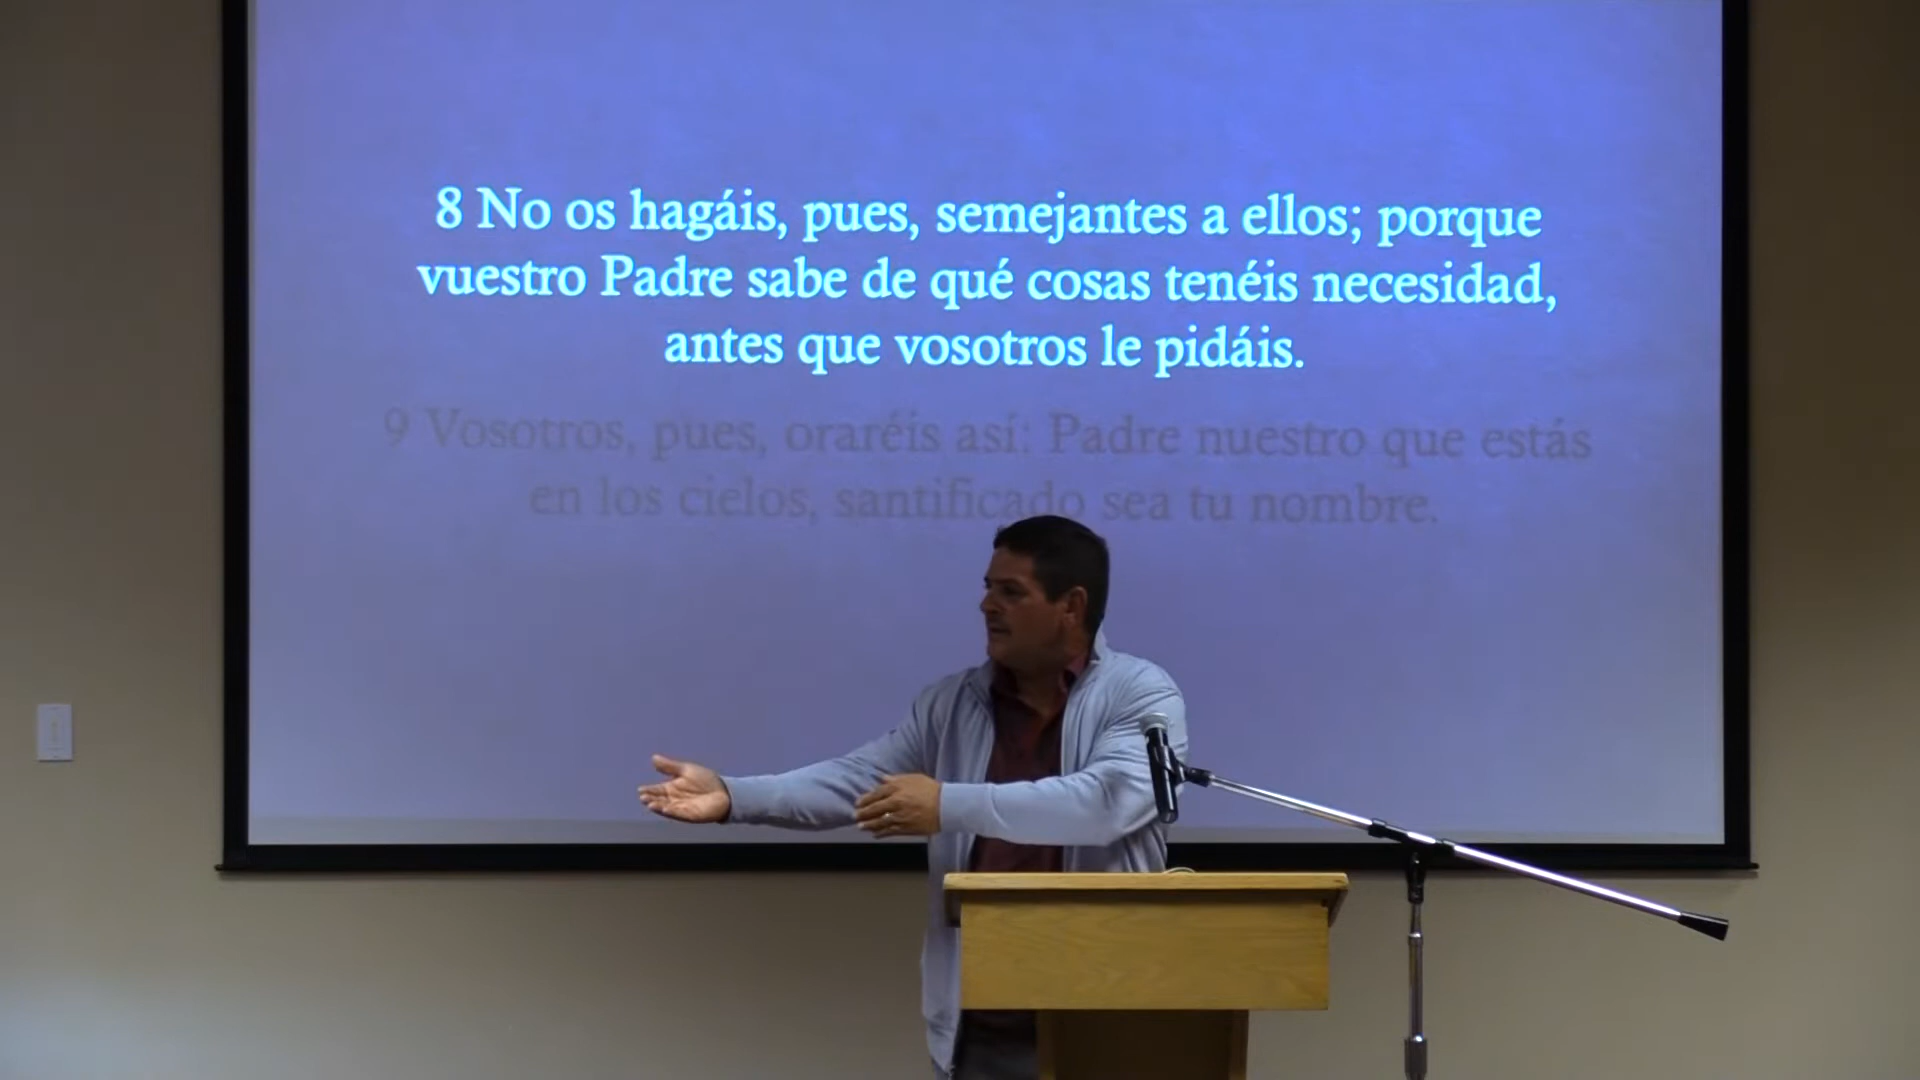 8 No os hagáis, pues, semejantes a ellos; porque
vuestro Padre sabe de qué cosas tenéis necesidad,
antes que vosotros le pidáis.
9 Vosotros, pues, oraréis así: Padre nuestro que estás
en los cielos, santificado sea tu nombre.